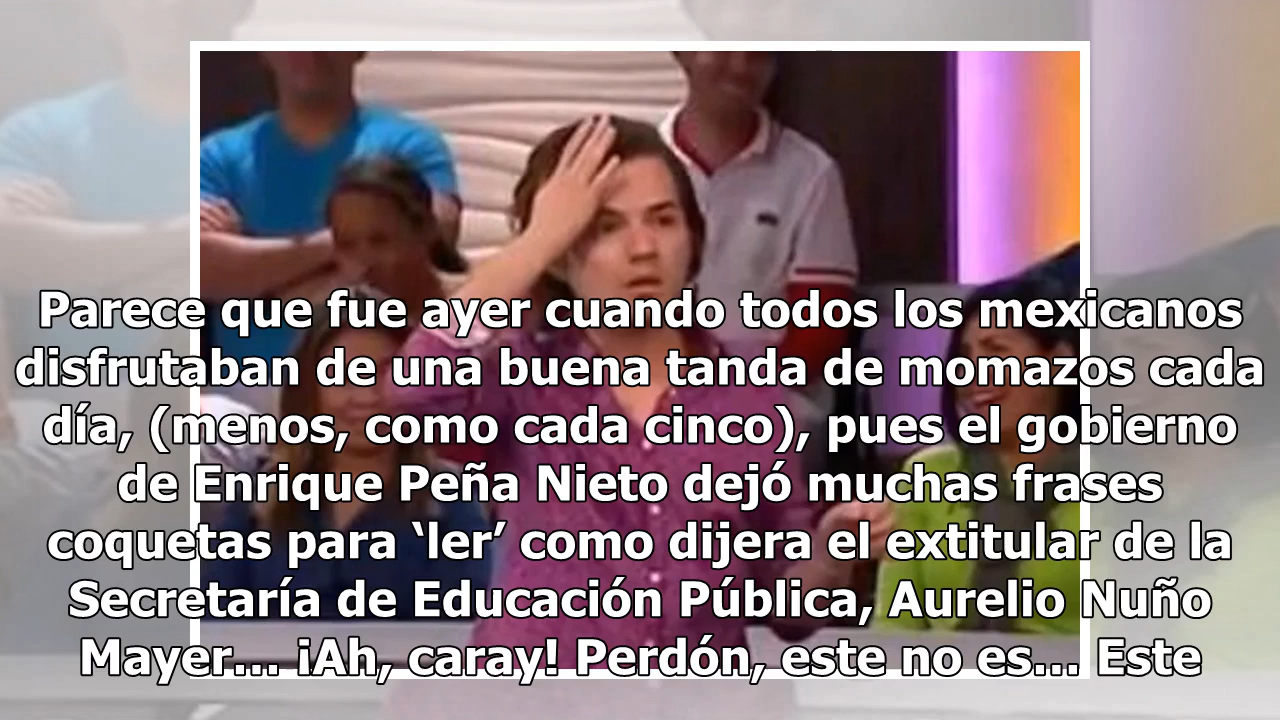 Parece que fue ayer cuando todos los mexicanos
disfrutaban de una buena tanda de momazos cada
día, (menos, como cada cinco), pues el gobierno
de Enrique Peña Nieto dejó muchas frases
coquetas para ‘ler’ como dijera el extitular de la
Secretaría de Educación Pública, Aurelio Nuño
Mayer... ¡Ah, caray! Perdón, este no es... Este